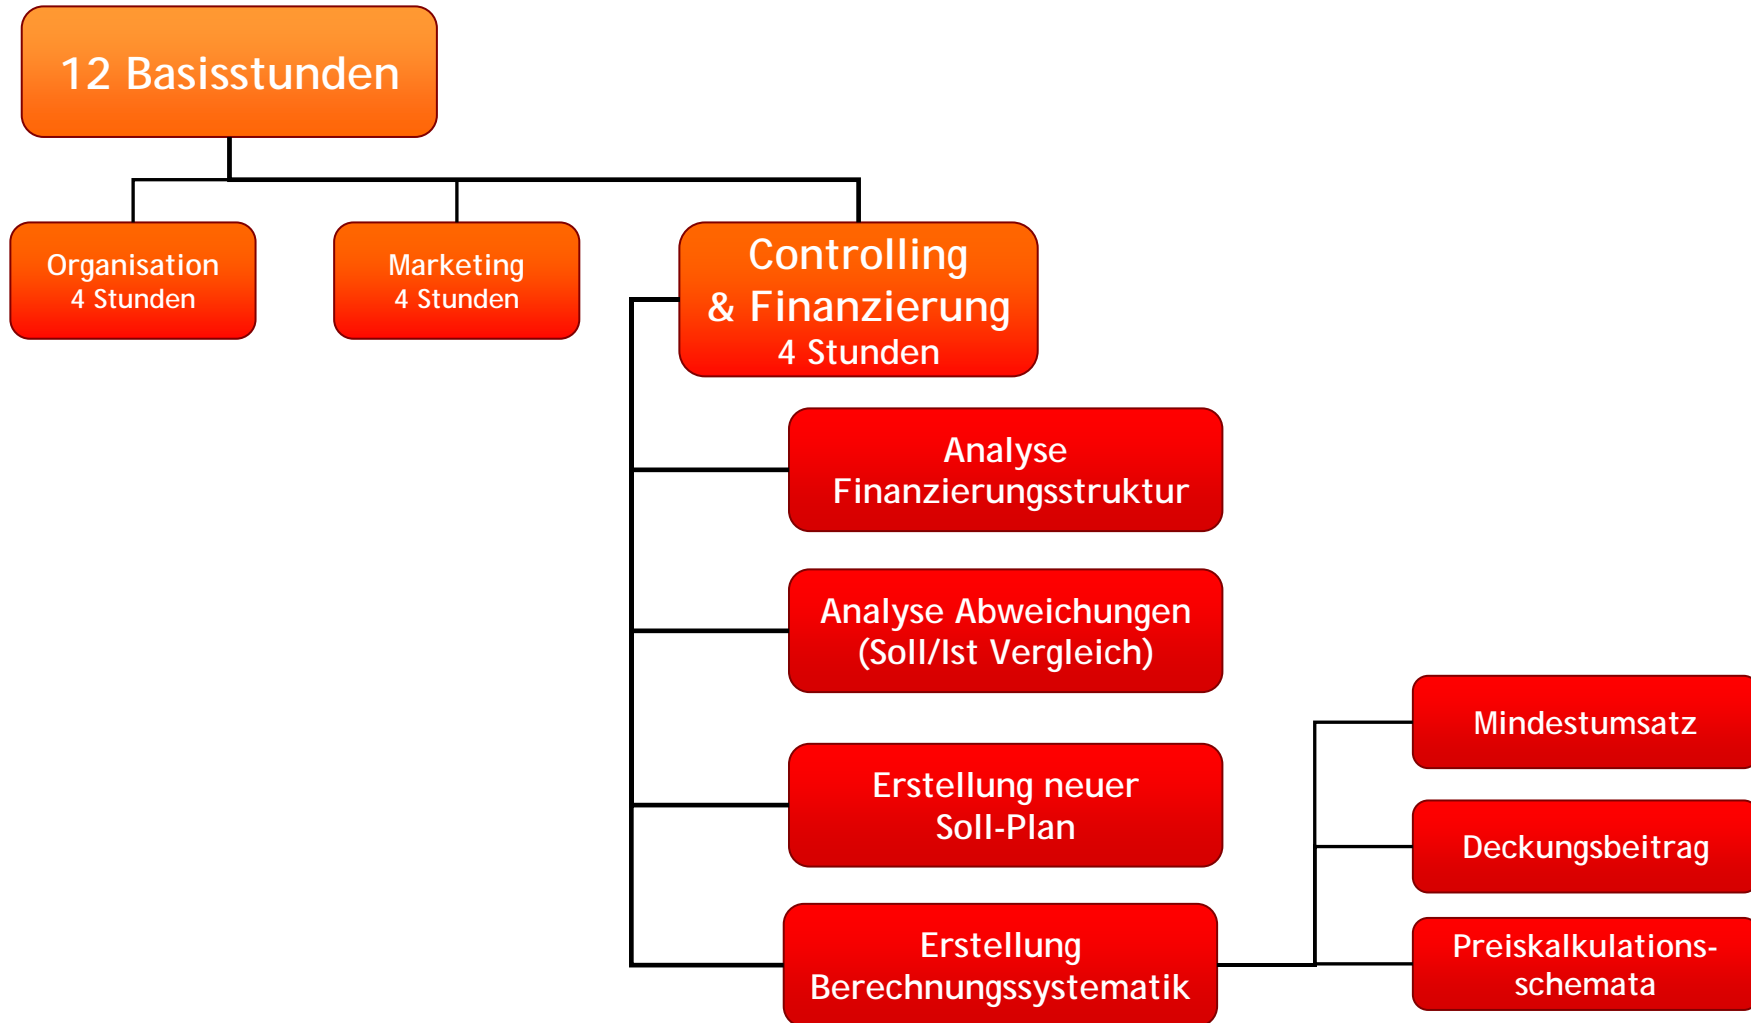 12 Basisstunden
Organisation
4 Stunden
Marketing
4 Stunden
Controlling
& Finanzierung
4 Stunden
Analyse
Finanzierungsstruktur
Analyse Abweichungen
(Soll/Ist Vergleich)
Erstellung neuer
Soll-Plan
Erstellung
Berechnungssystematik
Mindestumsatz
Deckungsbeitrag
Preiskalkulations-
schemata